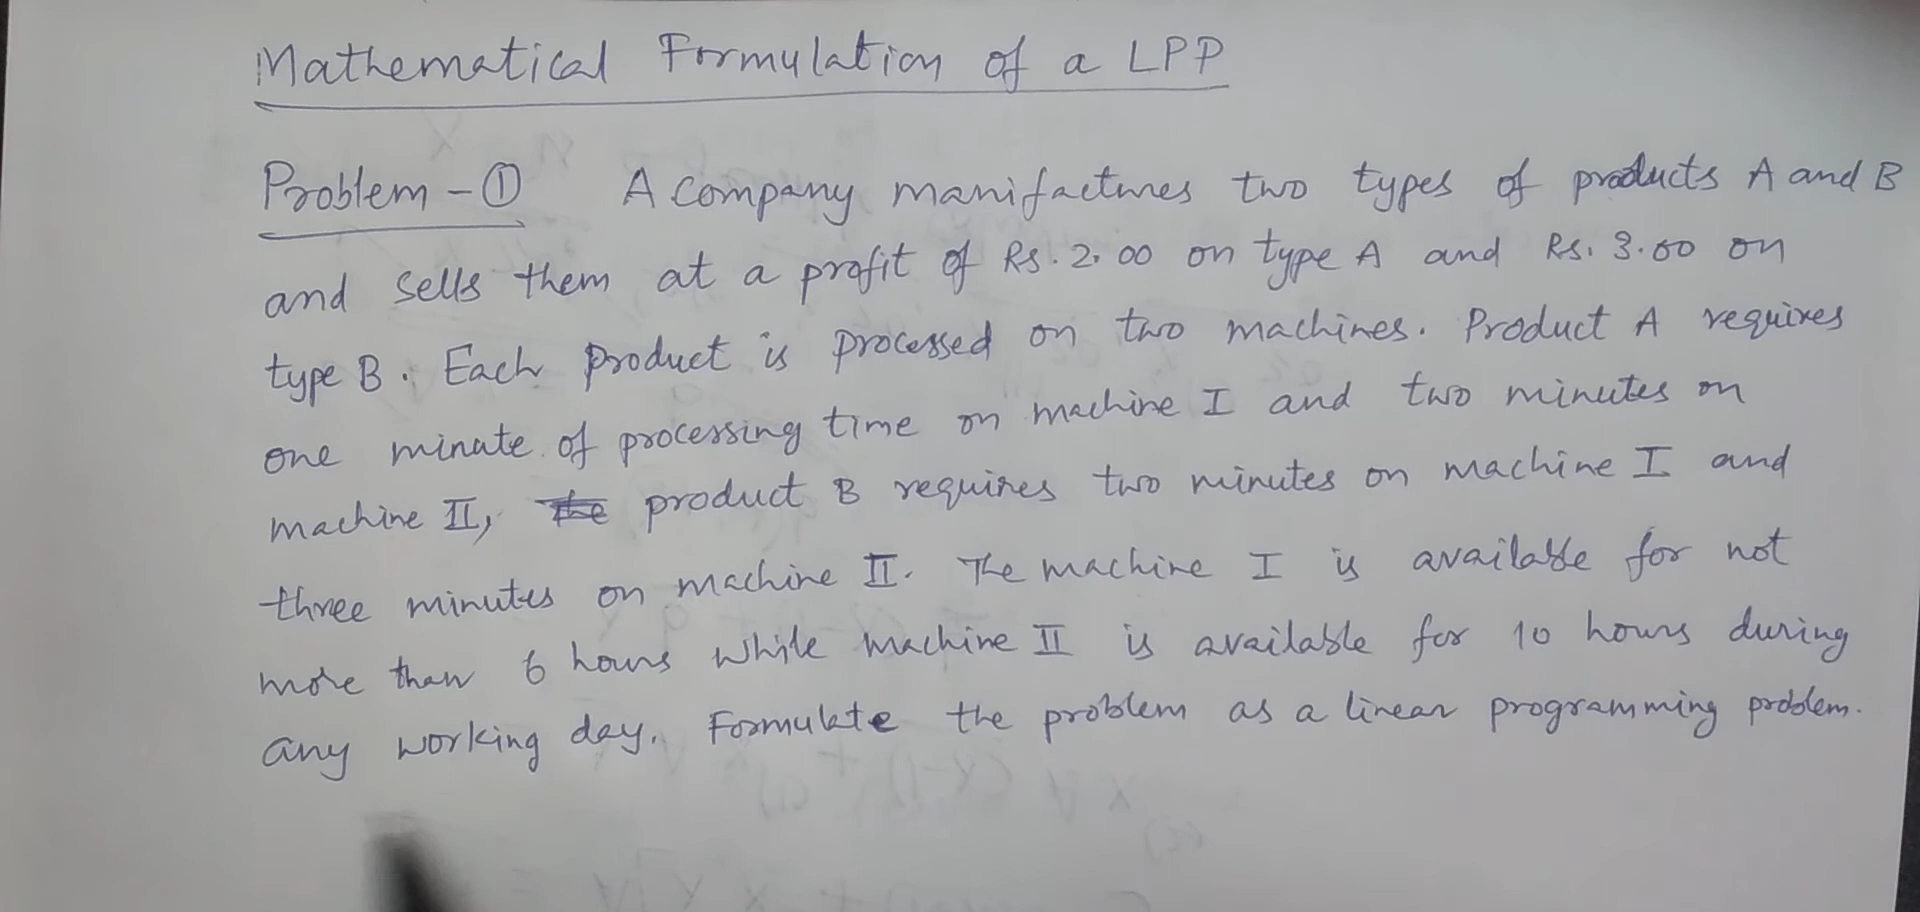 Mathematical Formulation of a LPP
Problem - ① A company manifactures two types of products A and B
and sells them at a profit of Rs. 2.00 on type A and Rs. 3.00 on
type B. Each product is processed on two machines. Product A requires
one minute of processing time on machine I and two minutes on
machine II, the product B requires two minutes on machine I and
three minutes on machine II. The machine I is available for not
more than 6 hours while machine II is available for 10 hours during
any working day. Formulate the problem as a linear programming problem.